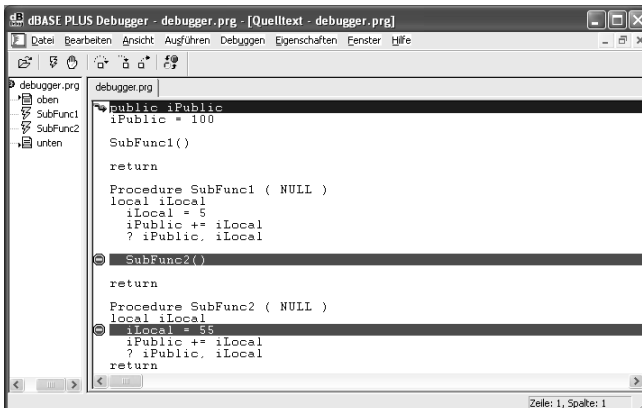 dBASE PLUS Debugger - debugger.prg - [Quelltext - debugger.prg]
Datei Bearbeiten Ansicht Ausführen Debuggen Eigenschaften Fenster Hilfe
debugger.prg
oben
SubFunc1
SubFunc2
unten
debugger.prg
public iPublic
iPublic = 100
SubFunc1()
return
Procedure SubFunc1 ( NULL )
local iLocal
iLocal = 5
iPublic += iLocal
? iPublic, iLocal
SubFunc2()
return
Procedure SubFunc2 ( NULL )
local iLocal
iLocal = 55
iPublic += iLocal
? iPublic, iLocal
return
Zeile: 1, Spalte: 1